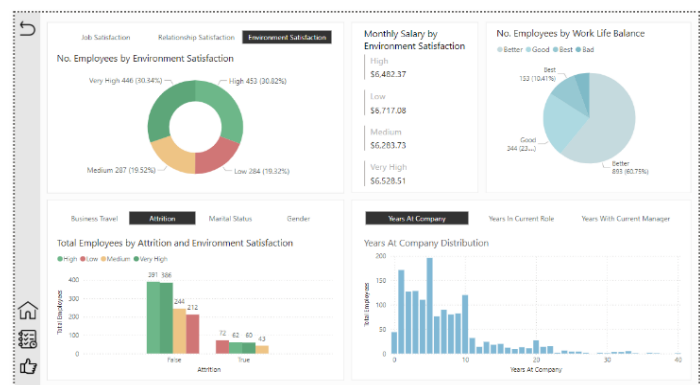 Job Satisfaction
Relationship Satisfaction
Environment Satisfaction
No. Employees by Environment Satisfaction
Very High 446 (30.34%)
High 453 (30.82%)
Medium 287 (19.52%)
Low 284 (19.32%)
Monthly Salary by
Environment Satisfaction
High
$6,482.37
Low
$6,717.08
Medium
$6,283.73
Very High
$6,528.51
No. Employees by Work Life Balance
Better Good Best Bad
Best
153 (10.41%)
Good
344 (23...)
Better
893 (60.75%)
Business Travel
Attrition
Marital Status
Gender
Total Employees by Attrition and Environment Satisfaction
High Low Medium Very High
Total Employees
400
300
200
100
0
391 386
244
212
72 62 60
43
False
True
Attrition
Years At Company
Years In Current Role
Years With Current Manager
Years At Company Distribution
Total Employees
200
150
100
50
0
0 10 20 30 40
Years At Company